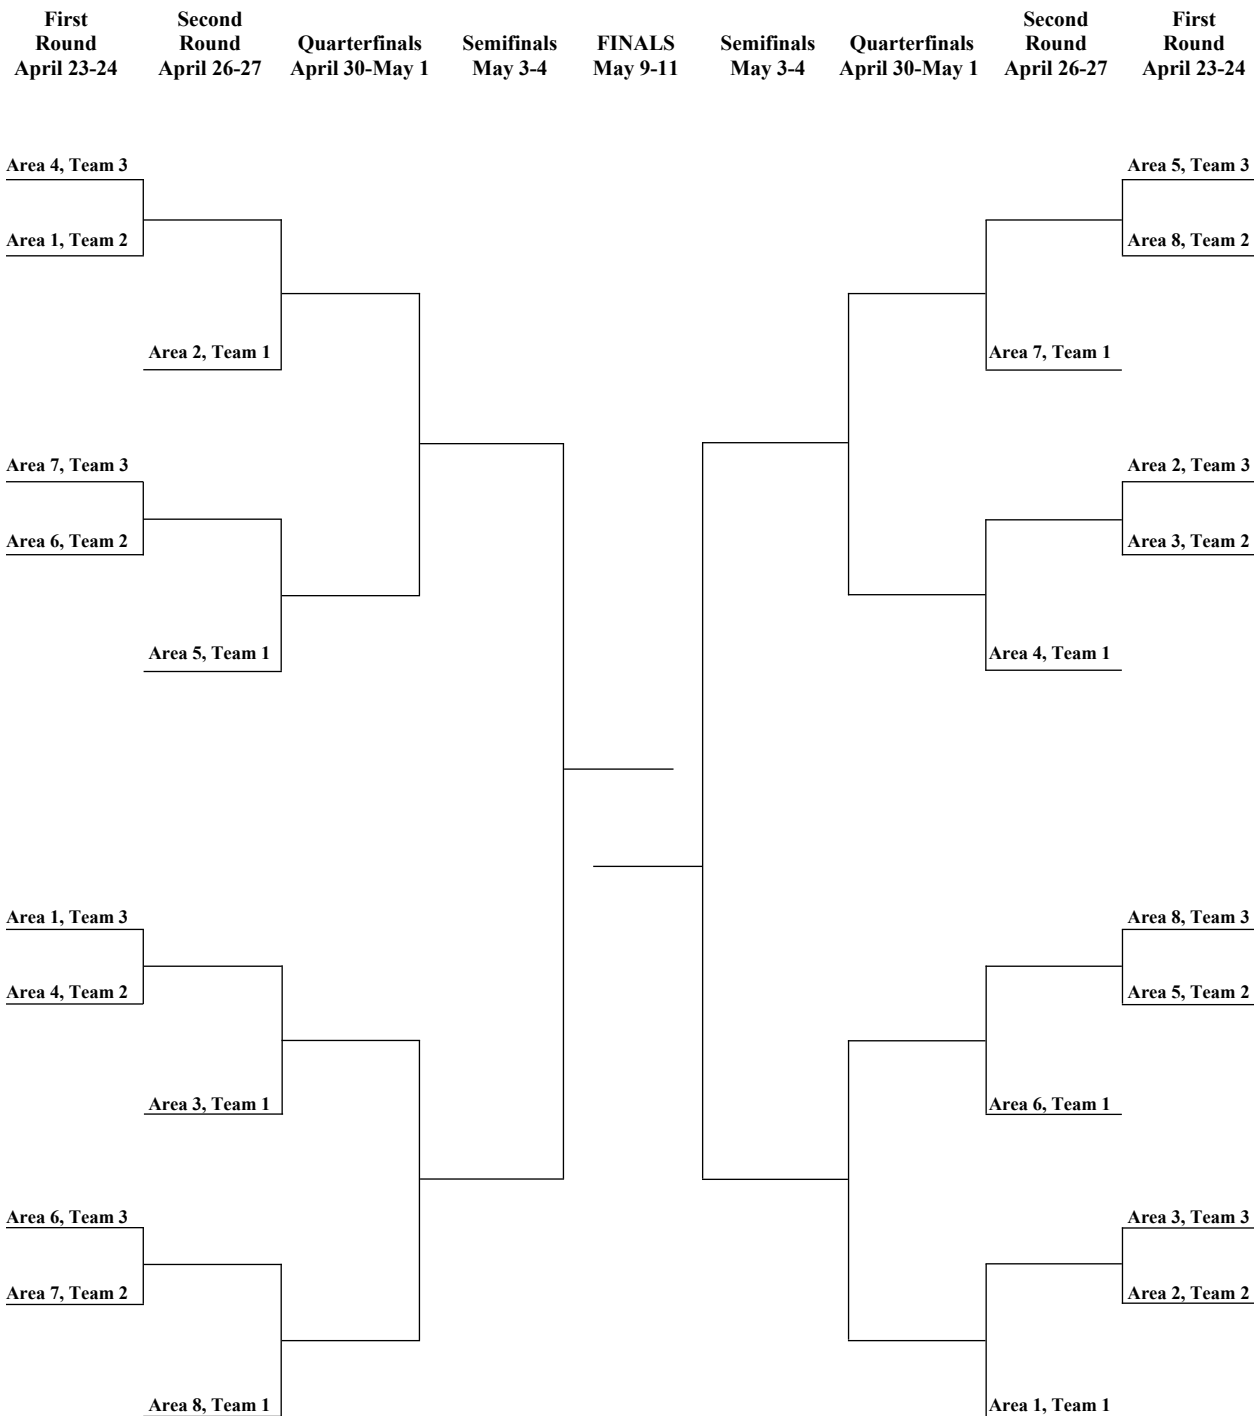 First
Round
April 23-24
Second
Round
April 26-27
Quarterfinals
April 30-May 1
Semifinals
May 3-4
FINALS
May 9-11
Semifinals
May 3-4
Quarterfinals
April 30-May 1
Second
Round
April 26-27
First
Round
April 23-24
Area 4, Team 3
Area 1, Team 2
Area 2, Team 1
Area 7, Team 3
Area 6, Team 2
Area 5, Team 1
Area 1, Team 3
Area 4, Team 2
Area 3, Team 1
Area 6, Team 3
Area 7, Team 2
Area 8, Team 1
Area 5, Team 3
Area 8, Team 2
Area 7, Team 1
Area 2, Team 3
Area 3, Team 2
Area 4, Team 1
Area 8, Team 3
Area 5, Team 2
Area 6, Team 1
Area 3, Team 3
Area 2, Team 2
Area 1, Team 1